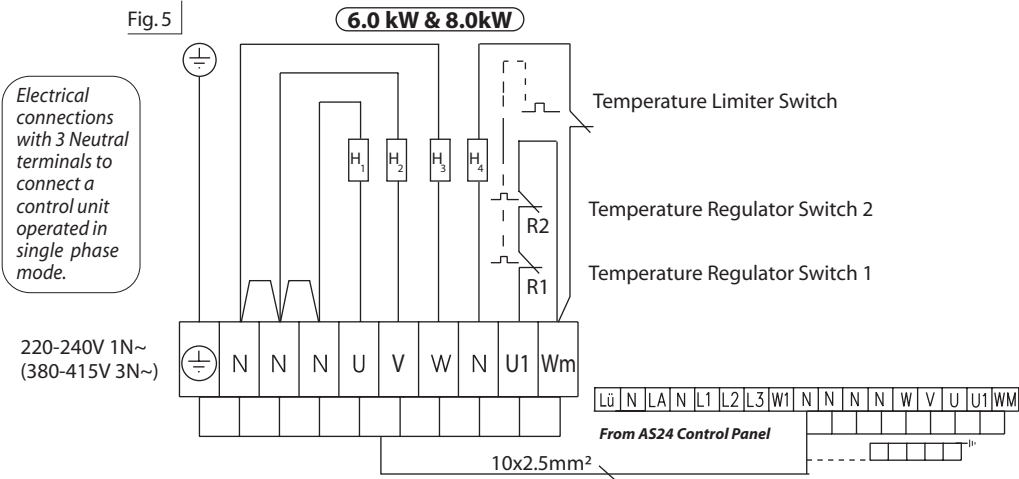 Fig. 5
6.0 kW & 8.0kW
Electrical
connections
with 3 Neutral
terminals to
connect a
control unit
operated in
single phase
mode.
Temperature Limiter Switch
H1 H2 H3 H4
R2
Temperature Regulator Switch 2
R1
Temperature Regulator Switch 1
220-240V 1N~
(380-415V 3N~)
N N N U V W N U1 Wm
Lü N LA N L1 L2 L3 W1 N N N N W V U U1 WM
From AS24 Control Panel
10x2.5mm²